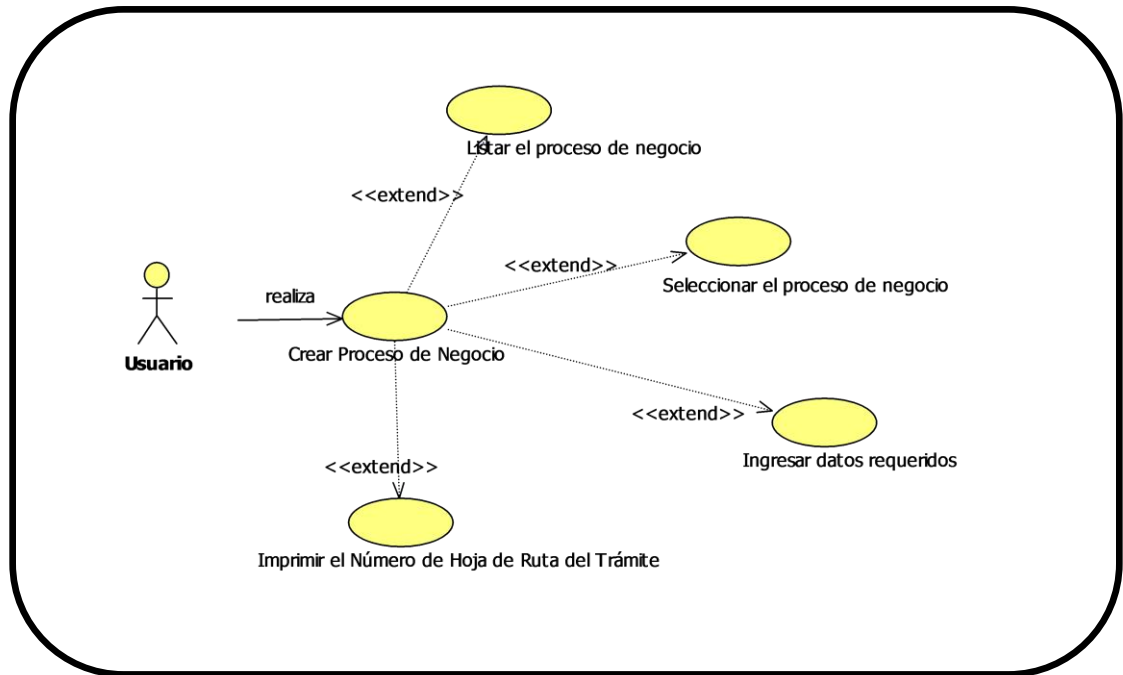 Listar el proceso de negocio
<<extend>>
<<extend>>
Seleccionar el proceso de negocio
realiza
Crear Proceso de Negocio
Usuario
<<extend>>
Ingresar datos requeridos
<<extend>>
Imprimir el Número de Hoja de Ruta del Trámite